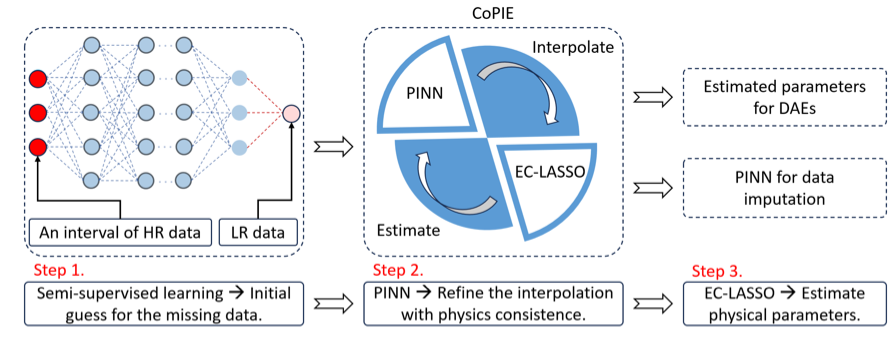 CoPIE
PINN
Interpolate
EC-LASSO
Estimate
An interval of HR data
LR data
Estimated parameters
for DAEs
PINN for data
imputation
Step 1.
Semi-supervised learning → Initial
guess for the missing data.
Step 2.
PINN → Refine the interpolation
with physics consistence.
Step 3.
EC-LASSO → Estimate
physical parameters.